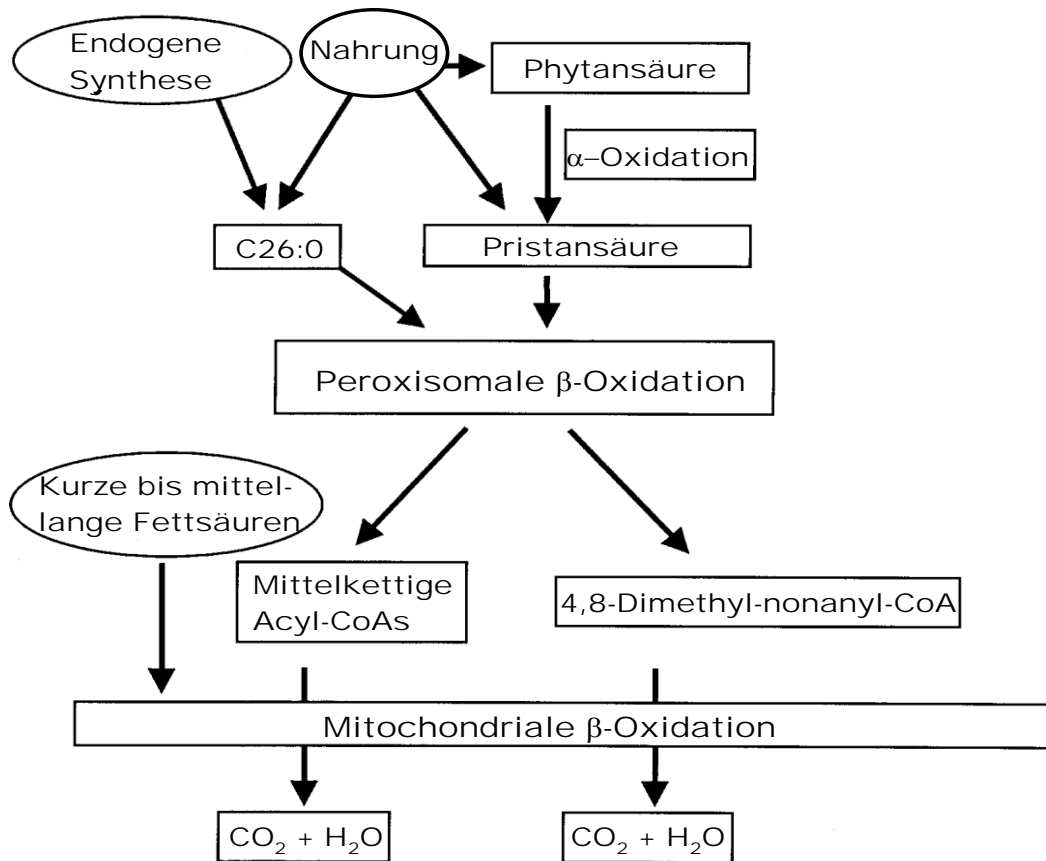 Endogene
Synthese
Nahrung
Phytansäure
α–Oxidation
C26:0
Pristansäure
Peroxisomale β-Oxidation
Kurze bis mittel-
lange Fettsäuren
Mittelkettige
Acyl-CoAs
4,8-Dimethyl-nonanyl-CoA
Mitochondriale β-Oxidation
CO₂ + H₂O
CO₂ + H₂O